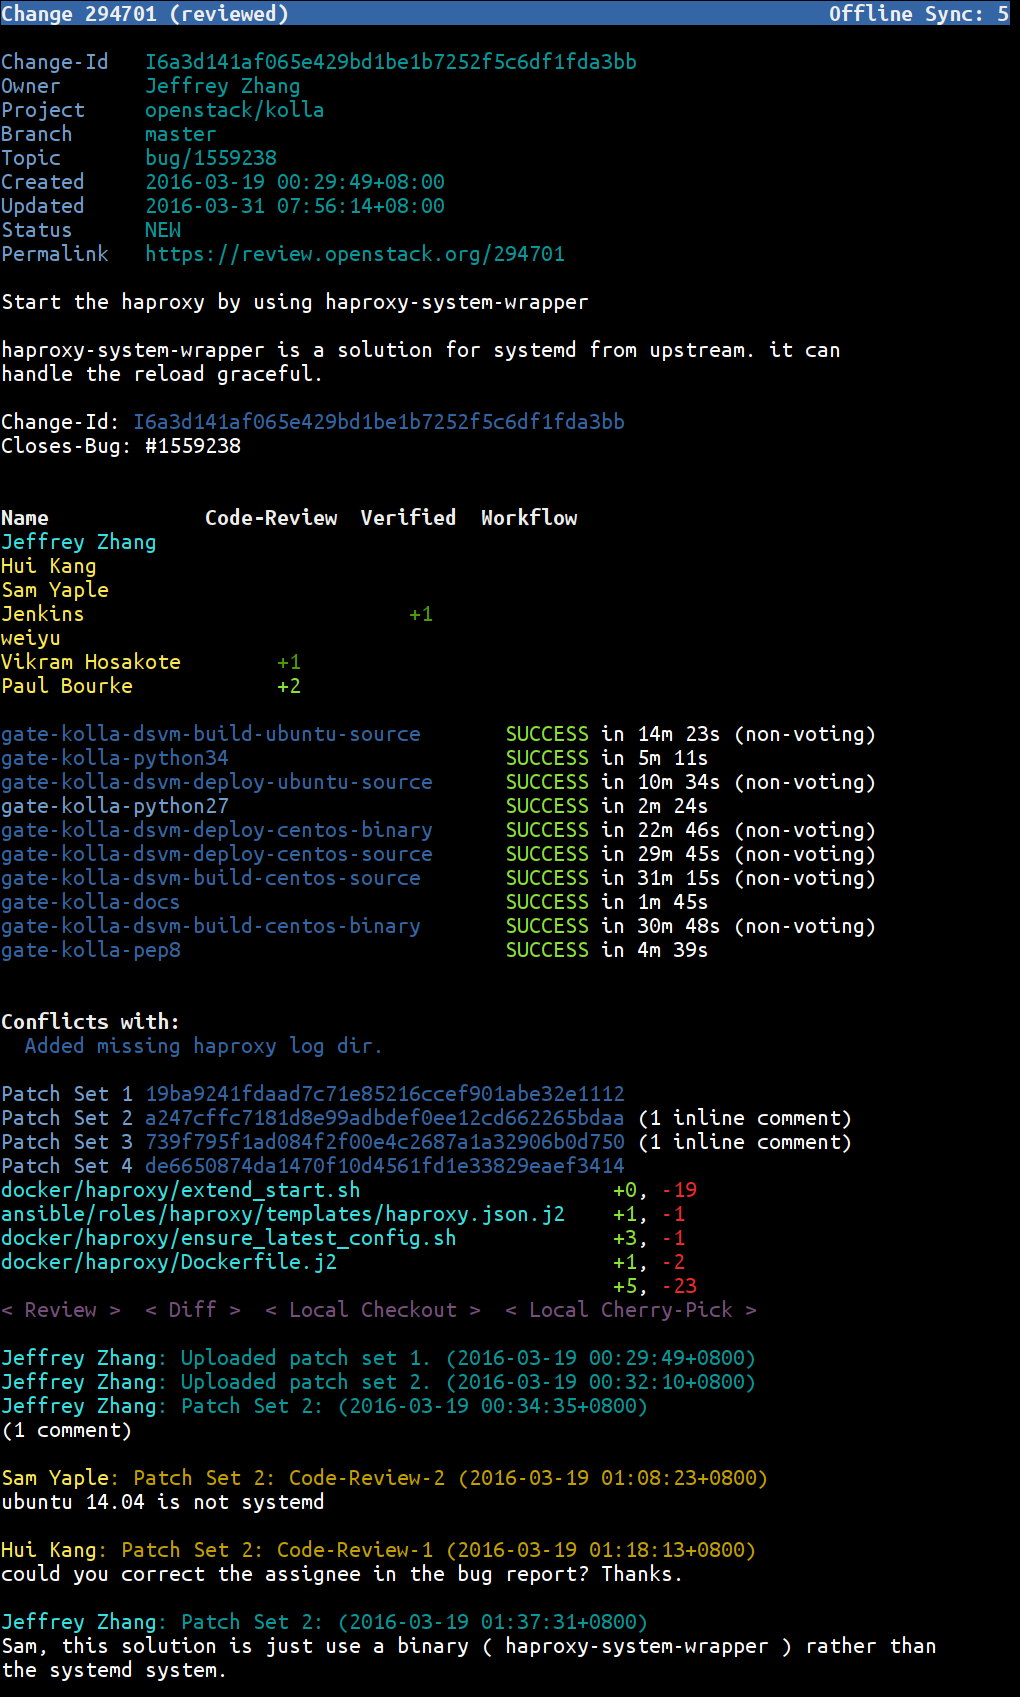 Change 294701 (reviewed) Offline Sync: 5
Change-Id I6a3d141af065e429bd1be1b7252f5c6df1fda3bb
Owner Jeffrey Zhang
Project openstack/kolla
Branch master
Topic bug/1559238
Created 2016-03-19 00:29:49+08:00
Updated 2016-03-31 07:56:14+08:00
Status NEW
Permalink https://review.openstack.org/294701
Start the haproxy by using haproxy-system-wrapper
haproxy-system-wrapper is a solution for systemd from upstream. it can
handle the reload graceful.
Change-Id: I6a3d141af065e429bd1be1b7252f5c6df1fda3bb
Closes-Bug: #1559238
Name Code-Review Verified Workflow
Jeffrey Zhang
Hui Kang
Sam Yaple
Jenkins +1
weiyu
Vikram Hosakote +1
Paul Bourke +2
gate-kolla-dsvm-build-ubuntu-source SUCCESS in 14m 23s (non-voting)
gate-kolla-python34 SUCCESS in 5m 11s
gate-kolla-dsvm-deploy-ubuntu-source SUCCESS in 10m 34s (non-voting)
gate-kolla-python27 SUCCESS in 2m 24s
gate-kolla-dsvm-deploy-centos-binary SUCCESS in 22m 46s (non-voting)
gate-kolla-dsvm-deploy-centos-source SUCCESS in 29m 45s (non-voting)
gate-kolla-dsvm-build-centos-source SUCCESS in 31m 15s (non-voting)
gate-kolla-docs SUCCESS in 1m 45s
gate-kolla-dsvm-build-centos-binary SUCCESS in 30m 48s (non-voting)
gate-kolla-pep8 SUCCESS in 4m 39s
Conflicts with:
Added missing haproxy log dir.
Patch Set 1 19ba9241fdaad7c71e85216ccef901abe32e1112
Patch Set 2 a247cffc7181d8e99adbdef0ee12cd662265bdaa (1 inline comment)
Patch Set 3 739f795f1ad084f2f00e4c2687a1a32906b0d750 (1 inline comment)
Patch Set 4 de6650874da1470f10d4561fd1e33829eaef3414
docker/haproxy/extend_start.sh +0, -19
ansible/roles/haproxy/templates/haproxy.json.j2 +1, -1
docker/haproxy/ensure_latest_config.sh +3, -1
docker/haproxy/Dockerfile.j2 +1, -2
+5, -23
< Review > < Diff > < Local Checkout > < Local Cherry-Pick >
Jeffrey Zhang: Uploaded patch set 1. (2016-03-19 00:29:49+0800)
Jeffrey Zhang: Uploaded patch set 2. (2016-03-19 00:32:10+0800)
Jeffrey Zhang: Patch Set 2: (2016-03-19 00:34:35+0800)
(1 comment)
Sam Yaple: Patch Set 2: Code-Review-2 (2016-03-19 01:08:23+0800)
ubuntu 14.04 is not systemd
Hui Kang: Patch Set 2: Code-Review-1 (2016-03-19 01:18:13+0800)
could you correct the assignee in the bug report? Thanks.
Jeffrey Zhang: Patch Set 2: (2016-03-19 01:37:31+0800)
Sam, this solution is just use a binary ( haproxy-system-wrapper ) rather than
the systemd system.